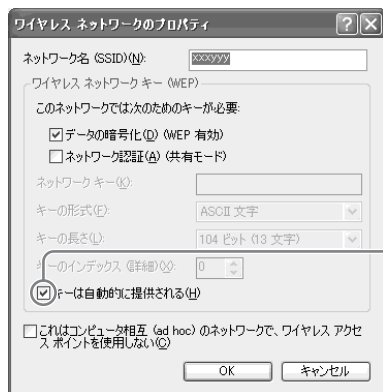 ワイヤレス ネットワークのプロパティ
ネットワーク名 (SSID)(N):
xxxyyy
ワイヤレス ネットワーク キー (WEP)
このネットワークでは次のためのキーが必要:
データの暗号化(D) (WEP 有効)
ネットワーク認証(A) (共有モード)
ネットワーク キー(K):
キーの形式(F):
ASCII 文字
キーの長さ(L):
104 ビット (13 文字)
キーのインデックス (詳細)(X):
0
キーは自動的に提供される(H)
これはコンピュータ相互 (ad hoc) のネットワークで、ワイヤレス アクセ
ス ポイントを使用しない(C)
OK
キャンセル